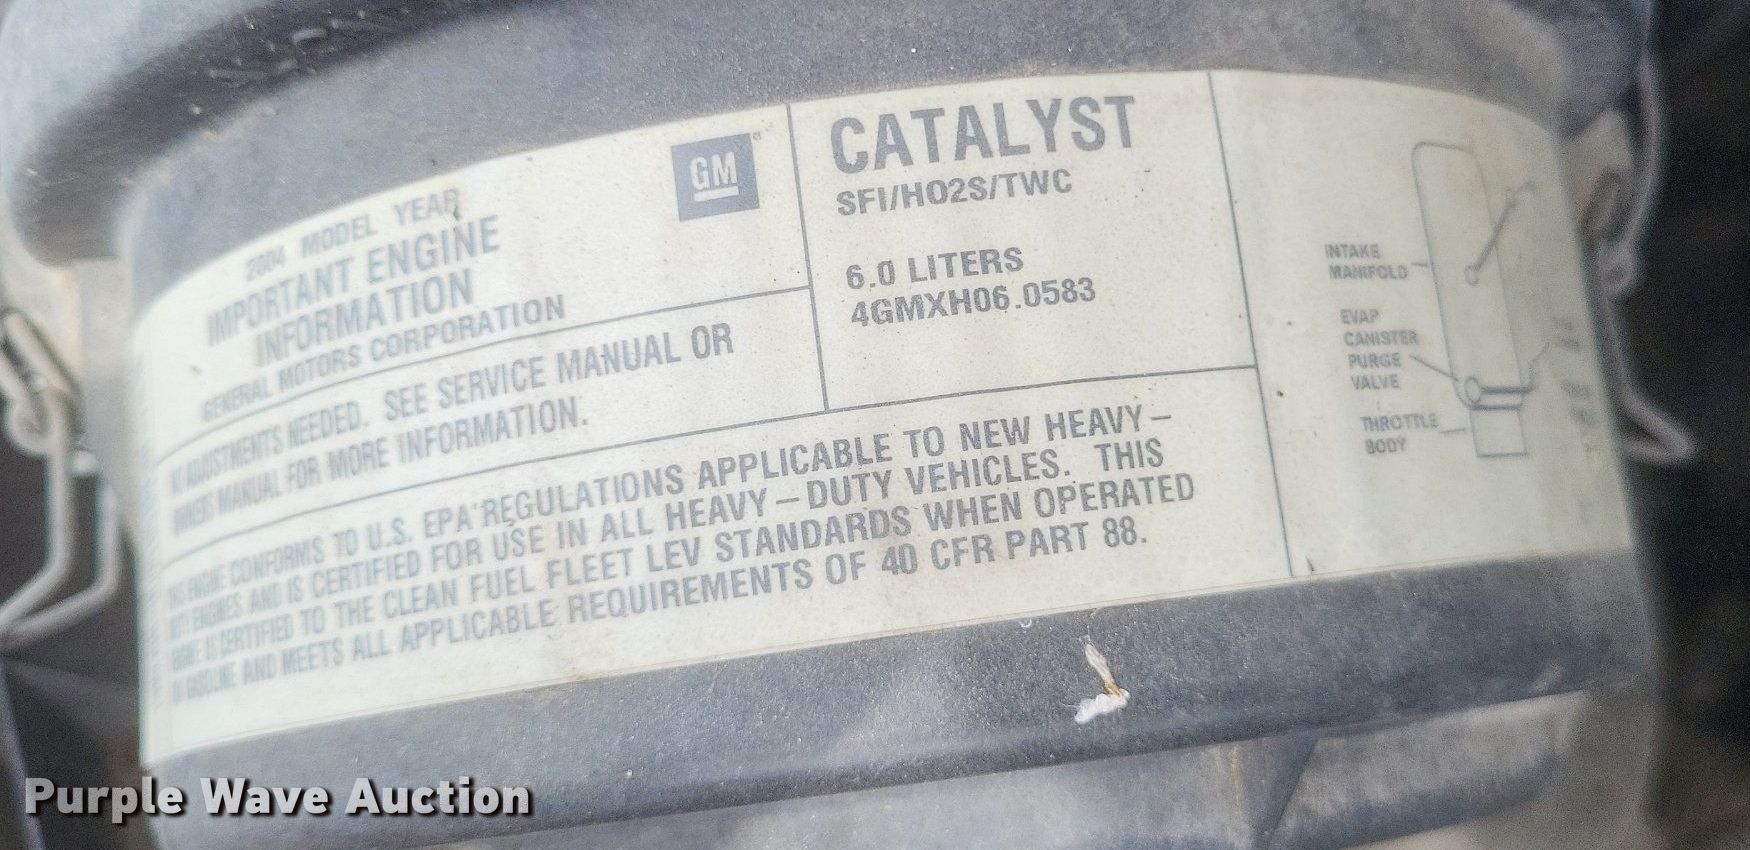 2004 MODEL YEAR
IMPORTANT ENGINE
INFORMATION
GENERAL MOTORS CORPORATION
GM
CATALYST
SFI/HO2S/TWC
6.0 LITERS
4GMXH06.0583
ADJUSTMENTS NEEDED. SEE SERVICE MANUAL OR
MANUAL FOR MORE INFORMATION.
ENGINE CONFORMS TO U.S. EPA REGULATIONS APPLICABLE TO NEW HEAVY-
DUTY ENGINES AND IS CERTIFIED FOR USE IN ALL HEAVY-DUTY VEHICLES. THIS
ENGINE IS CERTIFIED TO THE CLEAN FUEL FLEET LEV STANDARDS WHEN OPERATED
ON GASOLINE AND MEETS ALL APPLICABLE REQUIREMENTS OF 40 CFR PART 88.
INTAKE
MANIFOLD
EVAP
CANISTER
PURGE
VALVE
THROTTLE
BODY
Purple Wave Auction